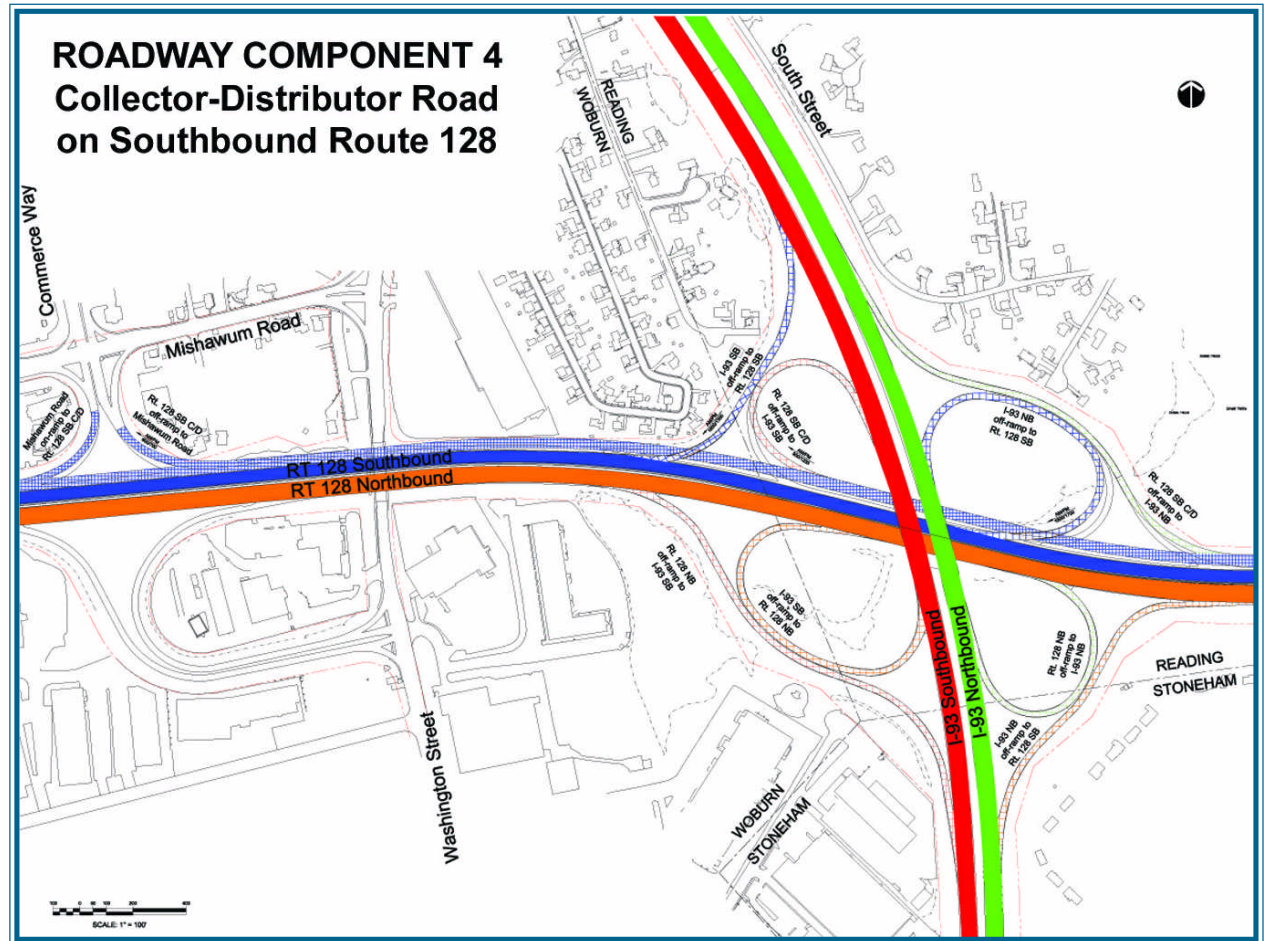 ROADWAY COMPONENT 4
Collector-Distributor Road
on Southbound Route 128
South Street
READING
WOBURN
Commerce Way
Mishawum Road
Mishawum Road
on-ramp to
Rt. 128 SB C/D
Rt. 128 SB C/D
off-ramp to
Mishawum Road
I-93 SB
off-ramp to
Rt. 128 SB
Rt. 128 SB C/D
off-ramp to
I-93 SB
I-93 NB
off-ramp to
Rt. 128 SB
Rt. 128 SB C/D
off-ramp to
I-93 NB
RT 128 Southbound
RT 128 Northbound
Rt. 128 NB
off-ramp to
I-93 SB
I-93 SB
off-ramp to
Rt. 128 NB
Rt. 128 NB
off-ramp to
I-93 NB
I-93 NB
off-ramp to
Rt. 128 SB
I-93 Southbound
I-93 Northbound
READING
STONEHAM
Washington Street
WOBURN
STONEHAM
100 0 50 100 200 400
SCALE: 1" = 100'